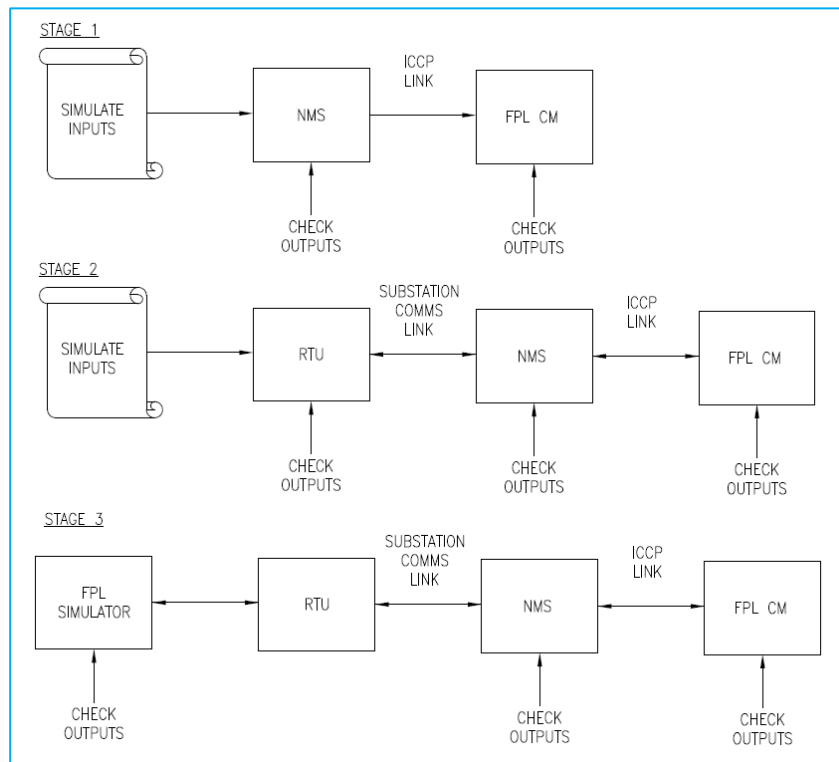 STAGE 1
SIMULATE
INPUTS
NMS
ICCP
LINK
FPL CM
CHECK
OUTPUTS
CHECK
OUTPUTS
STAGE 2
SIMULATE
INPUTS
RTU
SUBSTATION
COMMS
LINK
NMS
ICCP
LINK
FPL CM
CHECK
OUTPUTS
CHECK
OUTPUTS
CHECK
OUTPUTS
STAGE 3
FPL
SIMULATOR
RTU
SUBSTATION
COMMS
LINK
NMS
ICCP
LINK
FPL CM
CHECK
OUTPUTS
CHECK
OUTPUTS
CHECK
OUTPUTS